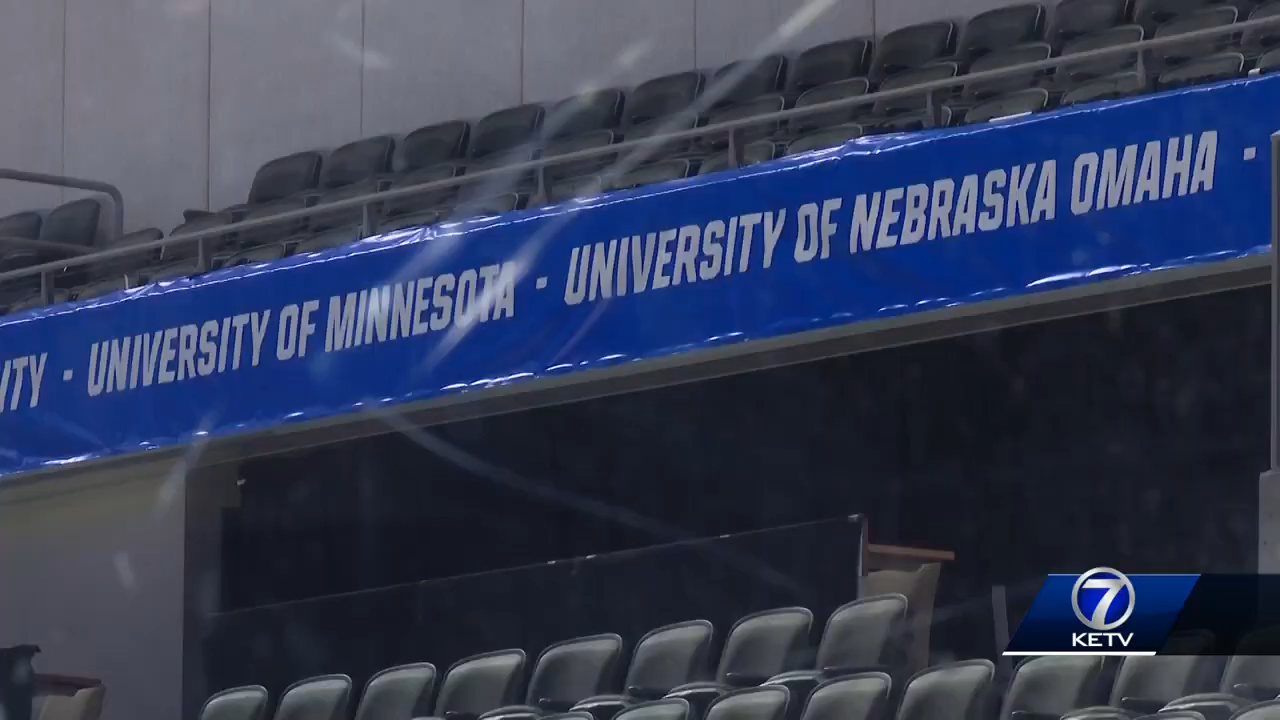 ITY - UNIVERSITY OF MINNESOTA - UNIVERSITY OF NEBRASKA OMAHA -
7
KETV